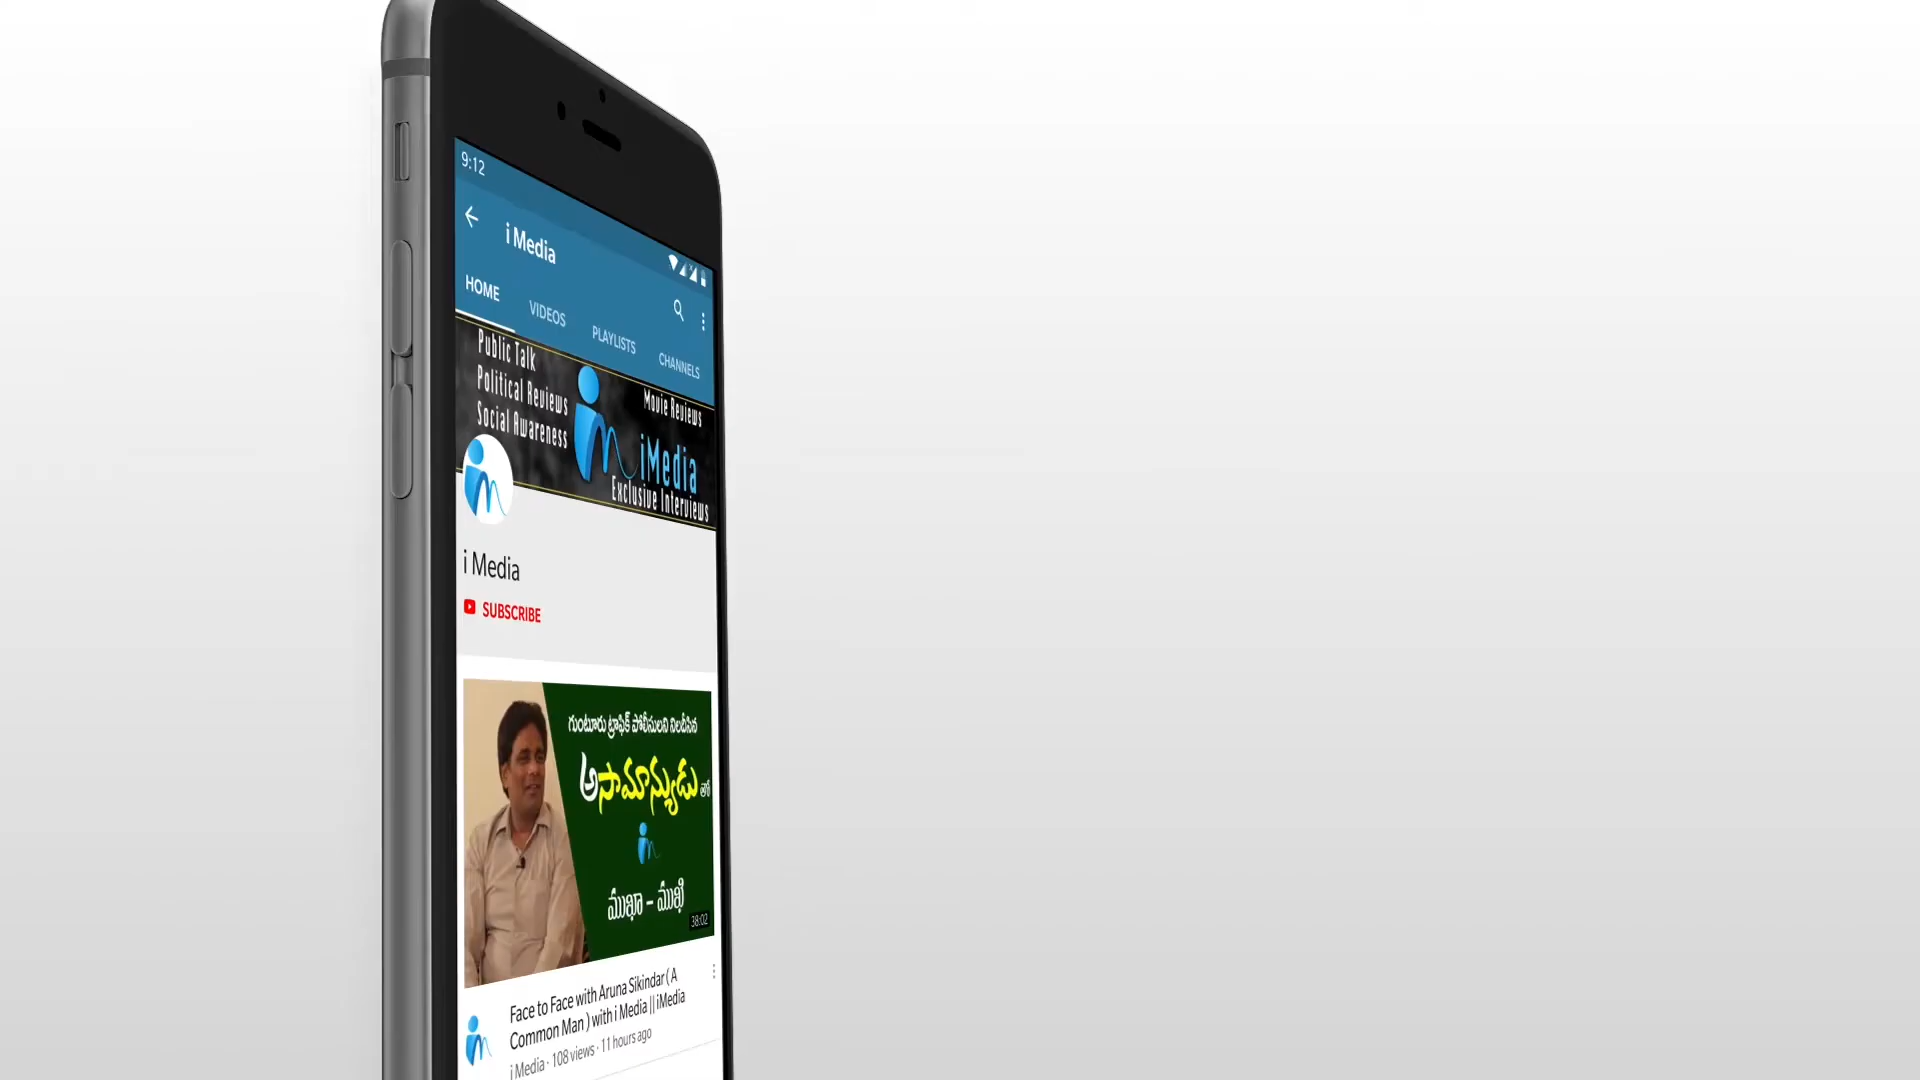 9:12
i Media
HOME
VIDEOS
PLAYLISTS
CHANNELS
Public Talk
Political Reviews
Social Awareness
Movie Reviews
iMedia
Exclusive Interviews
i Media
SUBSCRIBE
గుంటూరు ట్రాఫిక్ పోలీసులని నిలదీసిన
అసామాన్యుడు తో
ముఖా - ముఖి
38:02
Face to Face with Aruna Sikindar ( A
Common Man ) with i Media || iMedia
i Media · 108 views · 11 hours ago